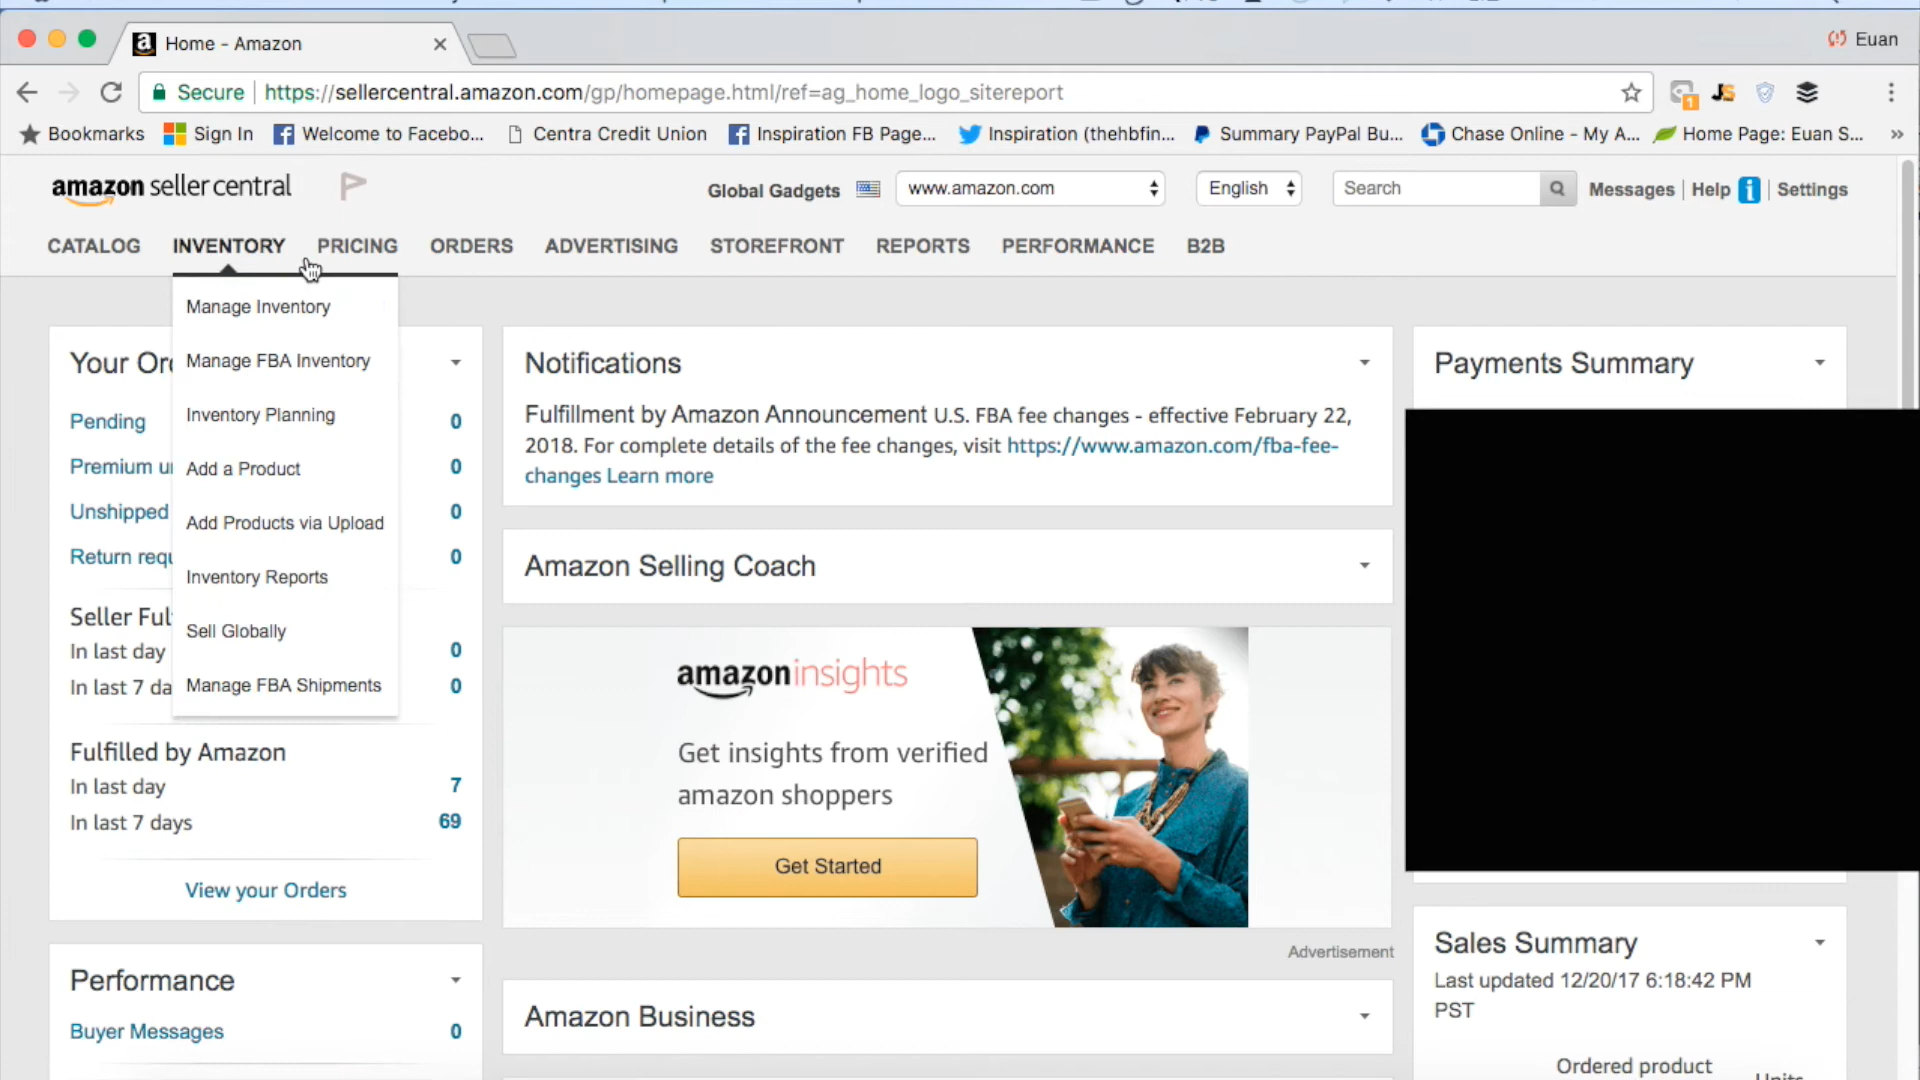 Home - Amazon
Euan
Secure https://sellercentral.amazon.com/gp/homepage.html/ref=ag_home_logo_sitereport
1
JS
Bookmarks Sign In Welcome to Facebo... Centra Credit Union Inspiration FB Page... Inspiration (thehbfin... Summary PayPal Bu... Chase Online - My A... Home Page: Euan S... »
amazon seller central
Global Gadgets www.amazon.com English Search Messages Help i Settings
CATALOG INVENTORY PRICING ORDERS ADVERTISING STOREFRONT REPORTS PERFORMANCE B2B
Manage Inventory
Manage FBA Inventory
Inventory Planning
Add a Product
Add Products via Upload
Inventory Reports
Sell Globally
Manage FBA Shipments
Your Or
Pending 0
Premium 0
Unshipped 0
Return 0
Seller Ful
In last day 0
In last 7 da 0
Fulfilled by Amazon
In last day 7
In last 7 days 69
View your Orders
Performance
Buyer Messages 0
Notifications
Fulfillment by Amazon Announcement U.S. FBA fee changes - effective February 22,
2018. For complete details of the fee changes, visit https://www.amazon.com/fba-fee-
changes Learn more
Amazon Selling Coach
amazon insights
Get insights from verified
amazon shoppers
Get Started
Advertisement
Amazon Business
Payments Summary
Sales Summary
Last updated 12/20/17 6:18:42 PM
PST
Ordered product
Units